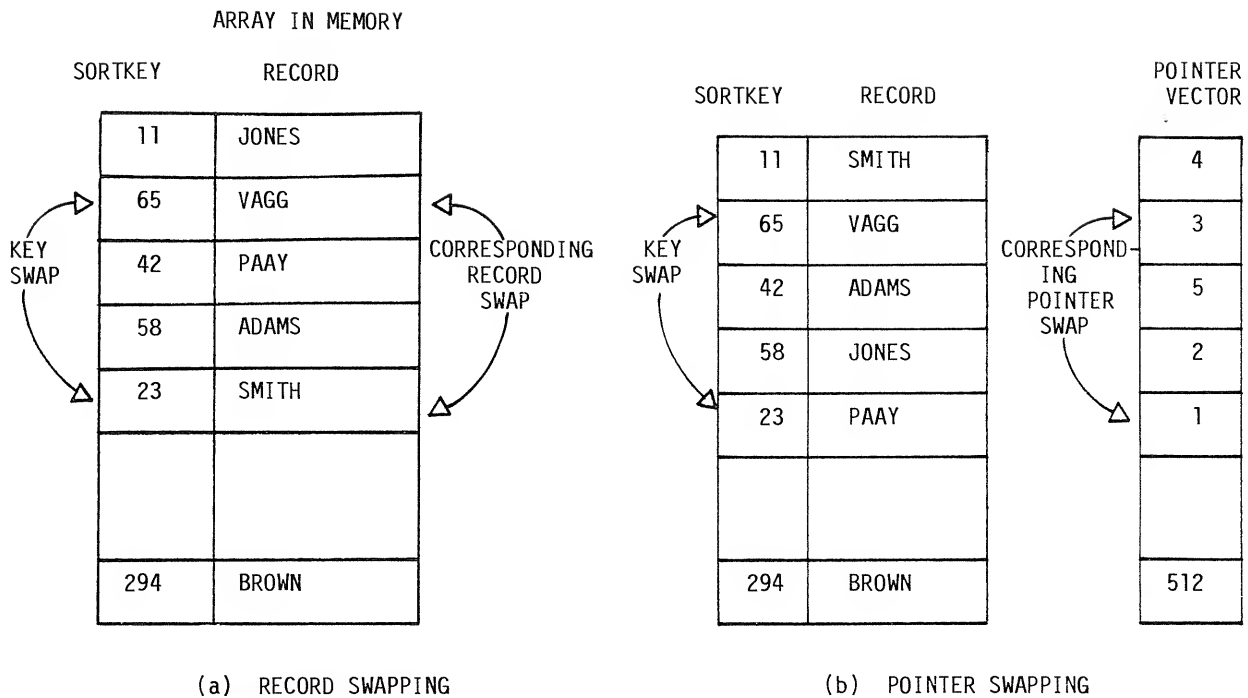 ARRAY IN MEMORY
SORTKEY RECORD
11 JONES
65 VAGG
42 PAAY
58 ADAMS
23 SMITH
294 BROWN
KEY
SWAP
CORRESPONDING
RECORD
SWAP
(a) RECORD SWAPPING
SORTKEY RECORD
11 SMITH
65 VAGG
42 ADAMS
58 JONES
23 PAAY
294 BROWN
KEY
SWAP
CORRESPOND-
ING
POINTER
SWAP
POINTER
VECTOR
4
3
5
2
1
512
(b) POINTER SWAPPING